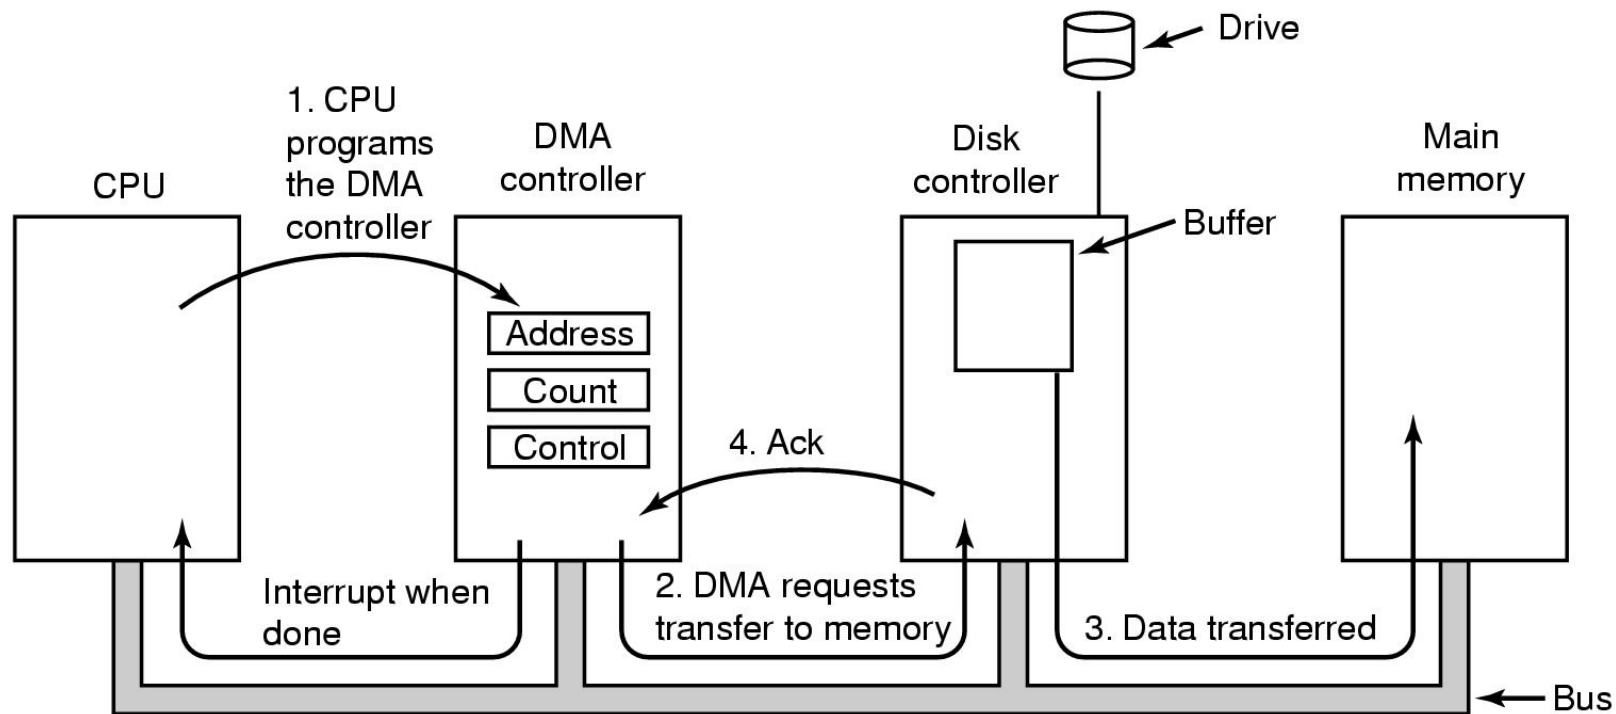 Drive
1. CPU
programs
the DMA
controller
CPU
DMA
controller
Disk
controller
Main
memory
Buffer
Address
Count
Control
4. Ack
Interrupt when
done
2. DMA requests
transfer to memory
3. Data transferred
Bus